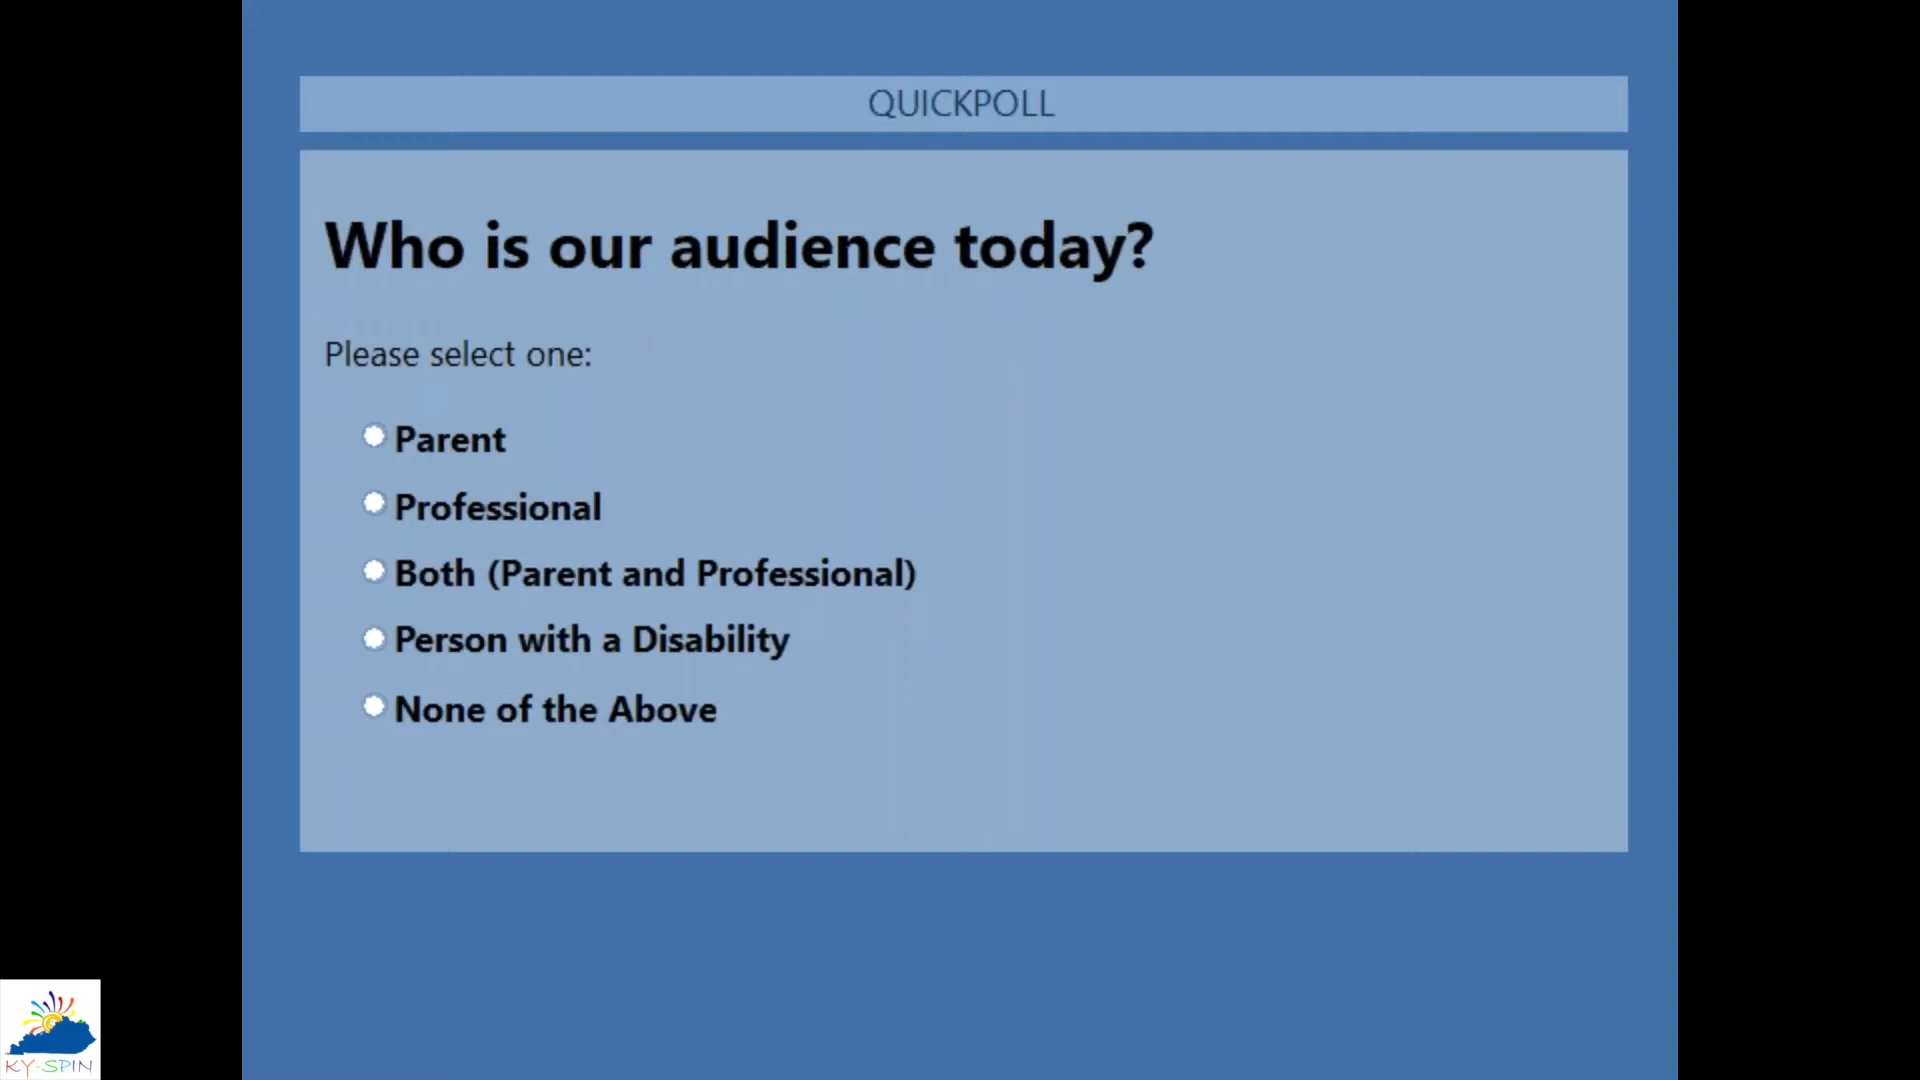 QUICKPOLL
Who is our audience today?
Please select one:
Parent
Professional
Both (Parent and Professional)
Person with a Disability
None of the Above
KY-SPIN